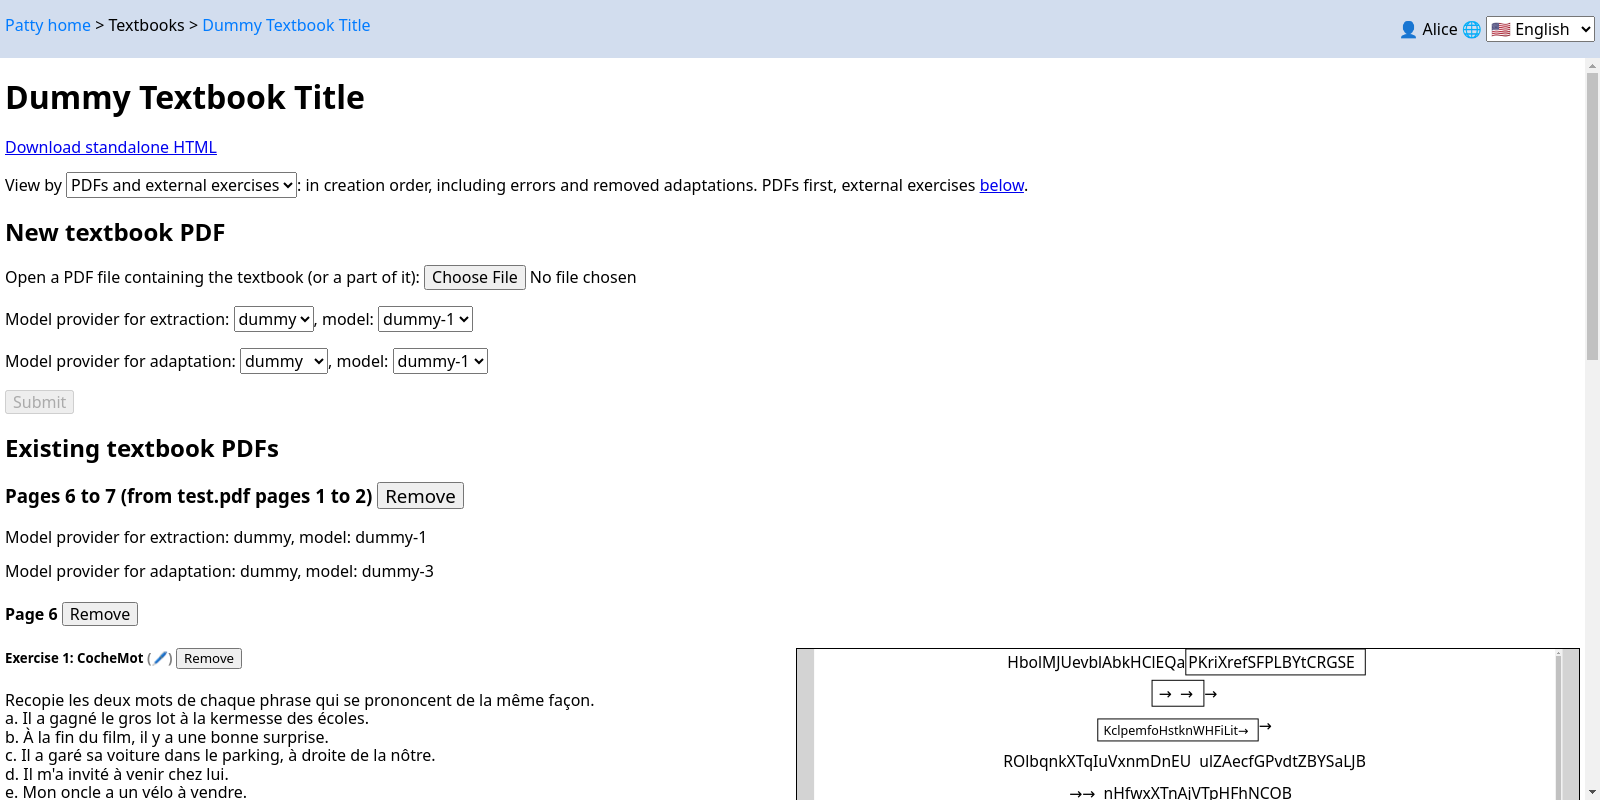 Patty home > Textbooks > Dummy Textbook Title
Alice English
Dummy Textbook Title
Download standalone HTML
View by PDFs and external exercises: in creation order, including errors and removed adaptations. PDFs first, external exercises below.
New textbook PDF
Open a PDF file containing the textbook (or a part of it): Choose File No file chosen
Model provider for extraction: dummy, model: dummy-1
Model provider for adaptation: dummy, model: dummy-1
Submit
Existing textbook PDFs
Pages 6 to 7 (from test.pdf pages 1 to 2) Remove
Model provider for extraction: dummy, model: dummy-1
Model provider for adaptation: dummy, model: dummy-3
Page 6 Remove
Exercise 1: CocheMot (🖊️) Remove
Recopie les deux mots de chaque phrase qui se prononcent de la même façon.
a. Il a gagné le gros lot à la kermesse des écoles.
b. À la fin du film, il y a une bonne surprise.
c. Il a garé sa voiture dans le parking, à droite de la nôtre.
d. Il m'a invité à venir chez lui.
e. Mon oncle a un vélo à vendre.
→ → →
→
→→